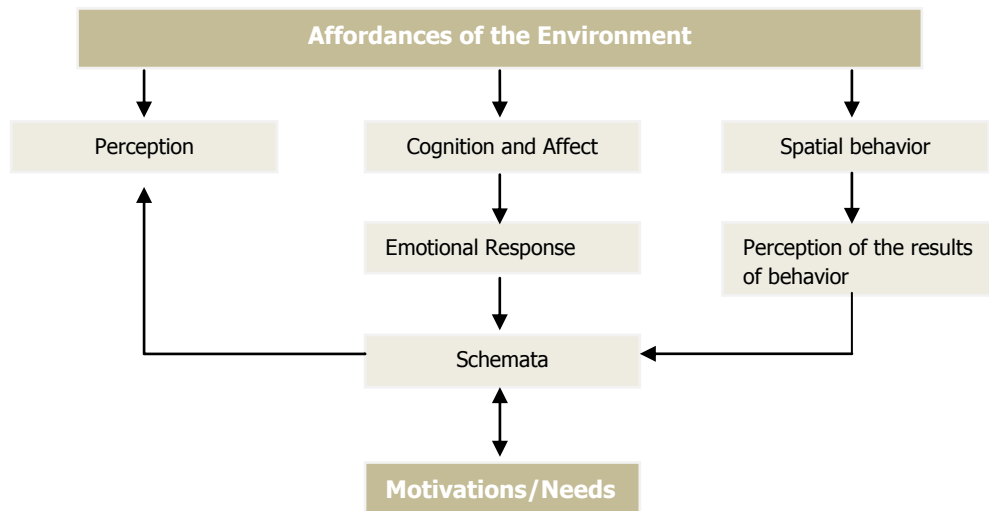 Affordances of the Environment
Perception
Cognition and Affect
Spatial behavior
Emotional Response
Perception of the results
of behavior
Schemata
Motivations/Needs